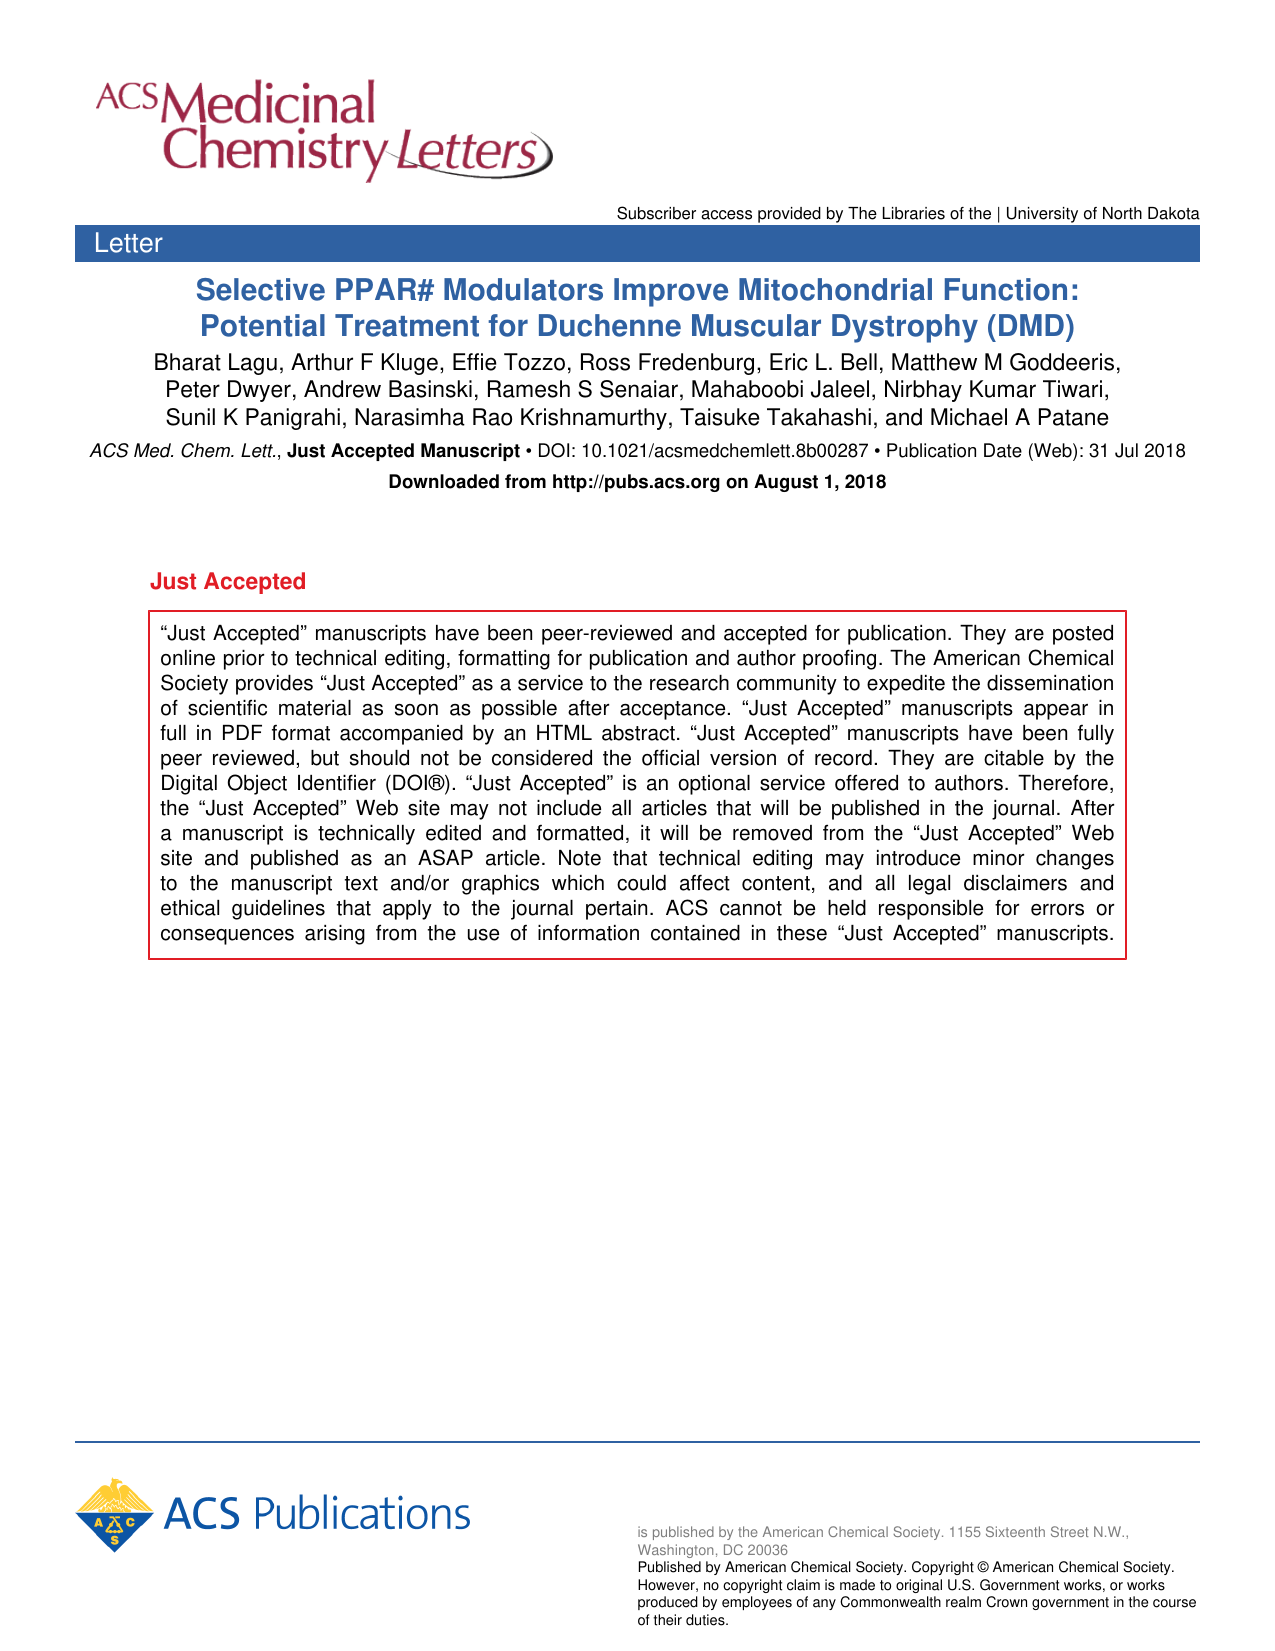 ACS Medicinal
Chemistry Letters
Subscriber access provided by The Libraries of the | University of North Dakota
Letter
Selective PPAR# Modulators Improve Mitochondrial Function:
Potential Treatment for Duchenne Muscular Dystrophy (DMD)
Bharat Lagu, Arthur F Kluge, Effie Tozzo, Ross Fredenburg, Eric L. Bell, Matthew M Goddeeris,
Peter Dwyer, Andrew Basinski, Ramesh S Senaiar, Mahaboobi Jaleel, Nirbhay Kumar Tiwari,
Sunil K Panigrahi, Narasimha Rao Krishnamurthy, Taisuke Takahashi, and Michael A Patane
ACS Med. Chem. Lett., Just Accepted Manuscript • DOI: 10.1021/acsmedchemlett.8b00287 • Publication Date (Web): 31 Jul 2018
Downloaded from http://pubs.acs.org on August 1, 2018
Just Accepted
“Just Accepted” manuscripts have been peer-reviewed and accepted for publication. They are posted
online prior to technical editing, formatting for publication and author proofing. The American Chemical
Society provides “Just Accepted” as a service to the research community to expedite the dissemination
of scientific material as soon as possible after acceptance. “Just Accepted” manuscripts appear in
full in PDF format accompanied by an HTML abstract. “Just Accepted” manuscripts have been fully
peer reviewed, but should not be considered the official version of record. They are citable by the
Digital Object Identifier (DOI®). “Just Accepted” is an optional service offered to authors. Therefore,
the “Just Accepted” Web site may not include all articles that will be published in the journal. After
a manuscript is technically edited and formatted, it will be removed from the “Just Accepted” Web
site and published as an ASAP article. Note that technical editing may introduce minor changes
to the manuscript text and/or graphics which could affect content, and all legal disclaimers and
ethical guidelines that apply to the journal pertain. ACS cannot be held responsible for errors or
consequences arising from the use of information contained in these “Just Accepted” manuscripts.
A C S
ACS Publications
is published by the American Chemical Society. 1155 Sixteenth Street N.W.,
Washington, DC 20036
Published by American Chemical Society. Copyright © American Chemical Society.
However, no copyright claim is made to original U.S. Government works, or works
produced by employees of any Commonwealth realm Crown government in the course
of their duties.